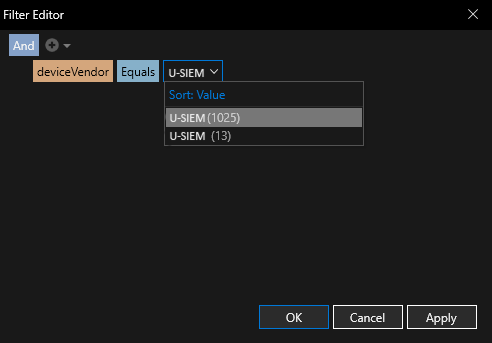 Filter Editor
And
deviceVendor Equals U-SIEM
Sort: Value
U-SIEM (1025)
U-SIEM (13)
OK Cancel Apply